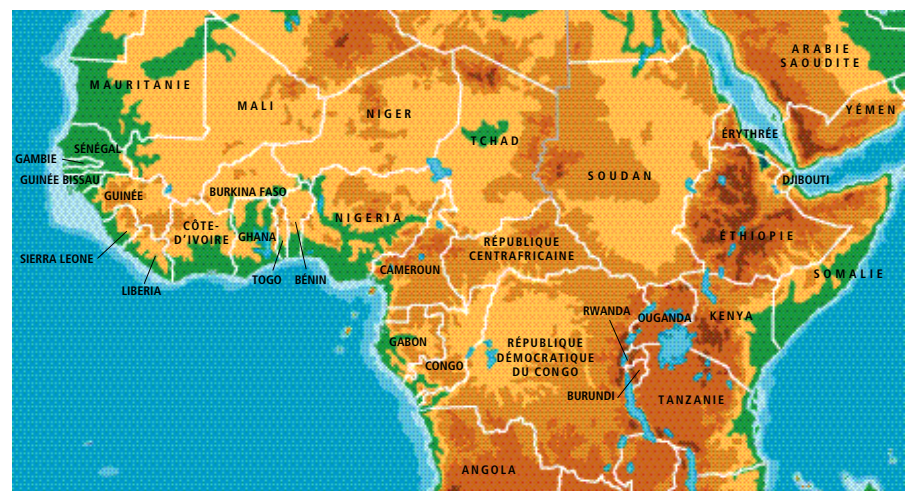 ARABIE
SAOUDITE
MAURITANIE
MALI
NIGER
YÉMEN
ÉRYTHRÉE
TCHAD
SÉNÉGAL
GAMBIE
SOUDAN
GUINÉE BISSAU
DJIBOUTI
BURKINA FASO
GUINÉE
NIGERIA
CÔTE-
D'IVOIRE
GHANA
ÉTHIOPIE
RÉPUBLIQUE
CENTRAFRICAINE
SIERRA LEONE
CAMEROUN
SOMALIE
TOGO
BÉNIN
LIBERIA
RWANDA
OUGANDA
KENYA
GABON
RÉPUBLIQUE
DÉMOCRATIQUE
DU CONGO
CONGO
BURUNDI
TANZANIE
ANGOLA